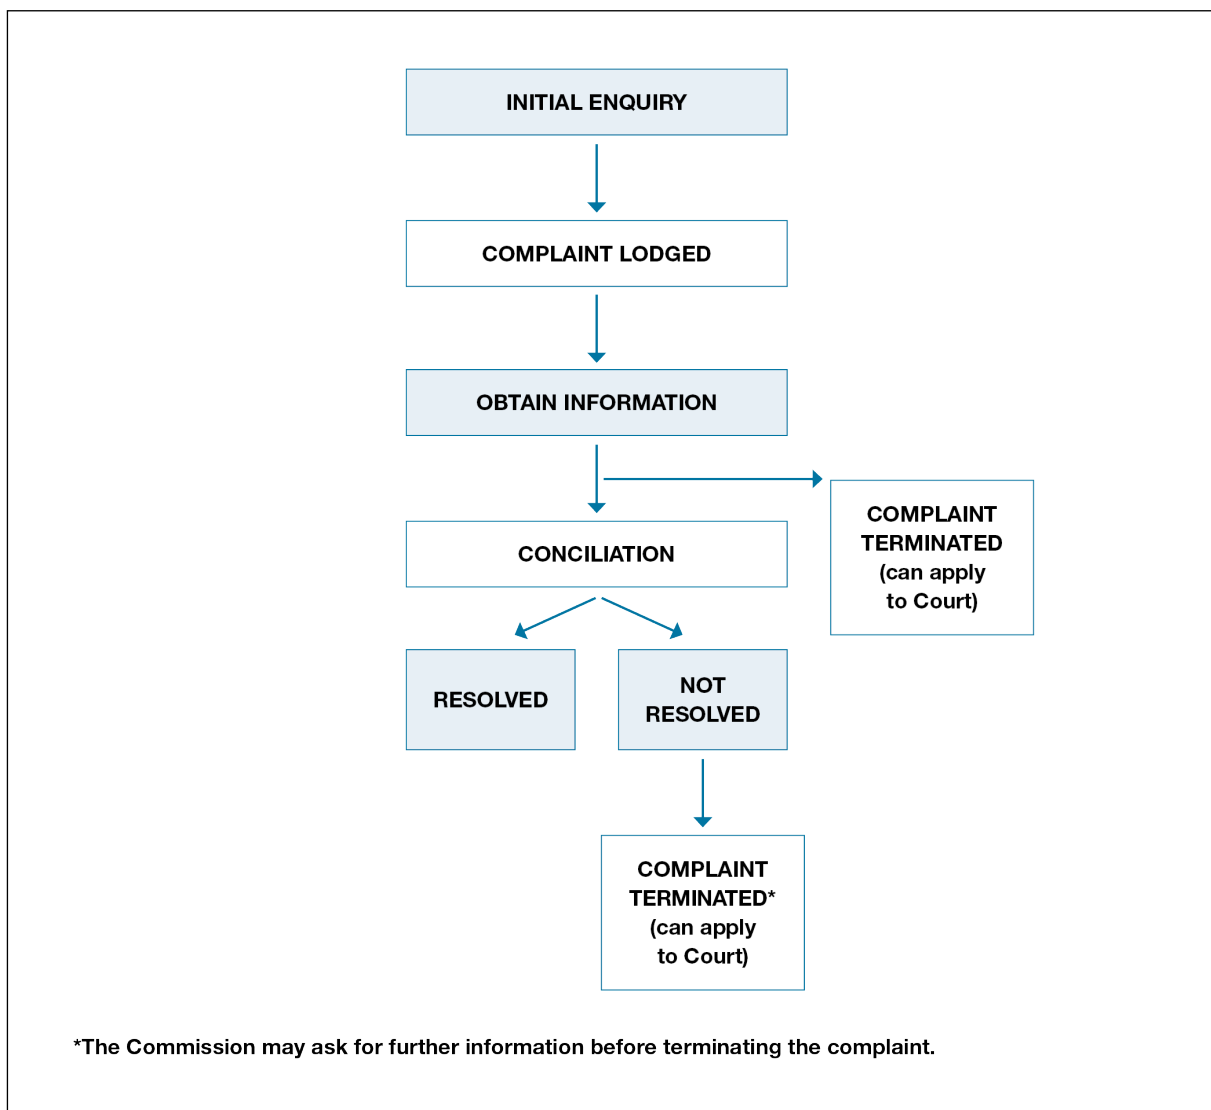 INITIAL ENQUIRY
COMPLAINT LODGED
OBTAIN INFORMATION
COMPLAINT
TERMINATED
(can apply
to Court)
CONCILIATION
RESOLVED
NOT
RESOLVED
COMPLAINT
TERMINATED*
(can apply
to Court)
*The Commission may ask for further information before terminating the complaint.